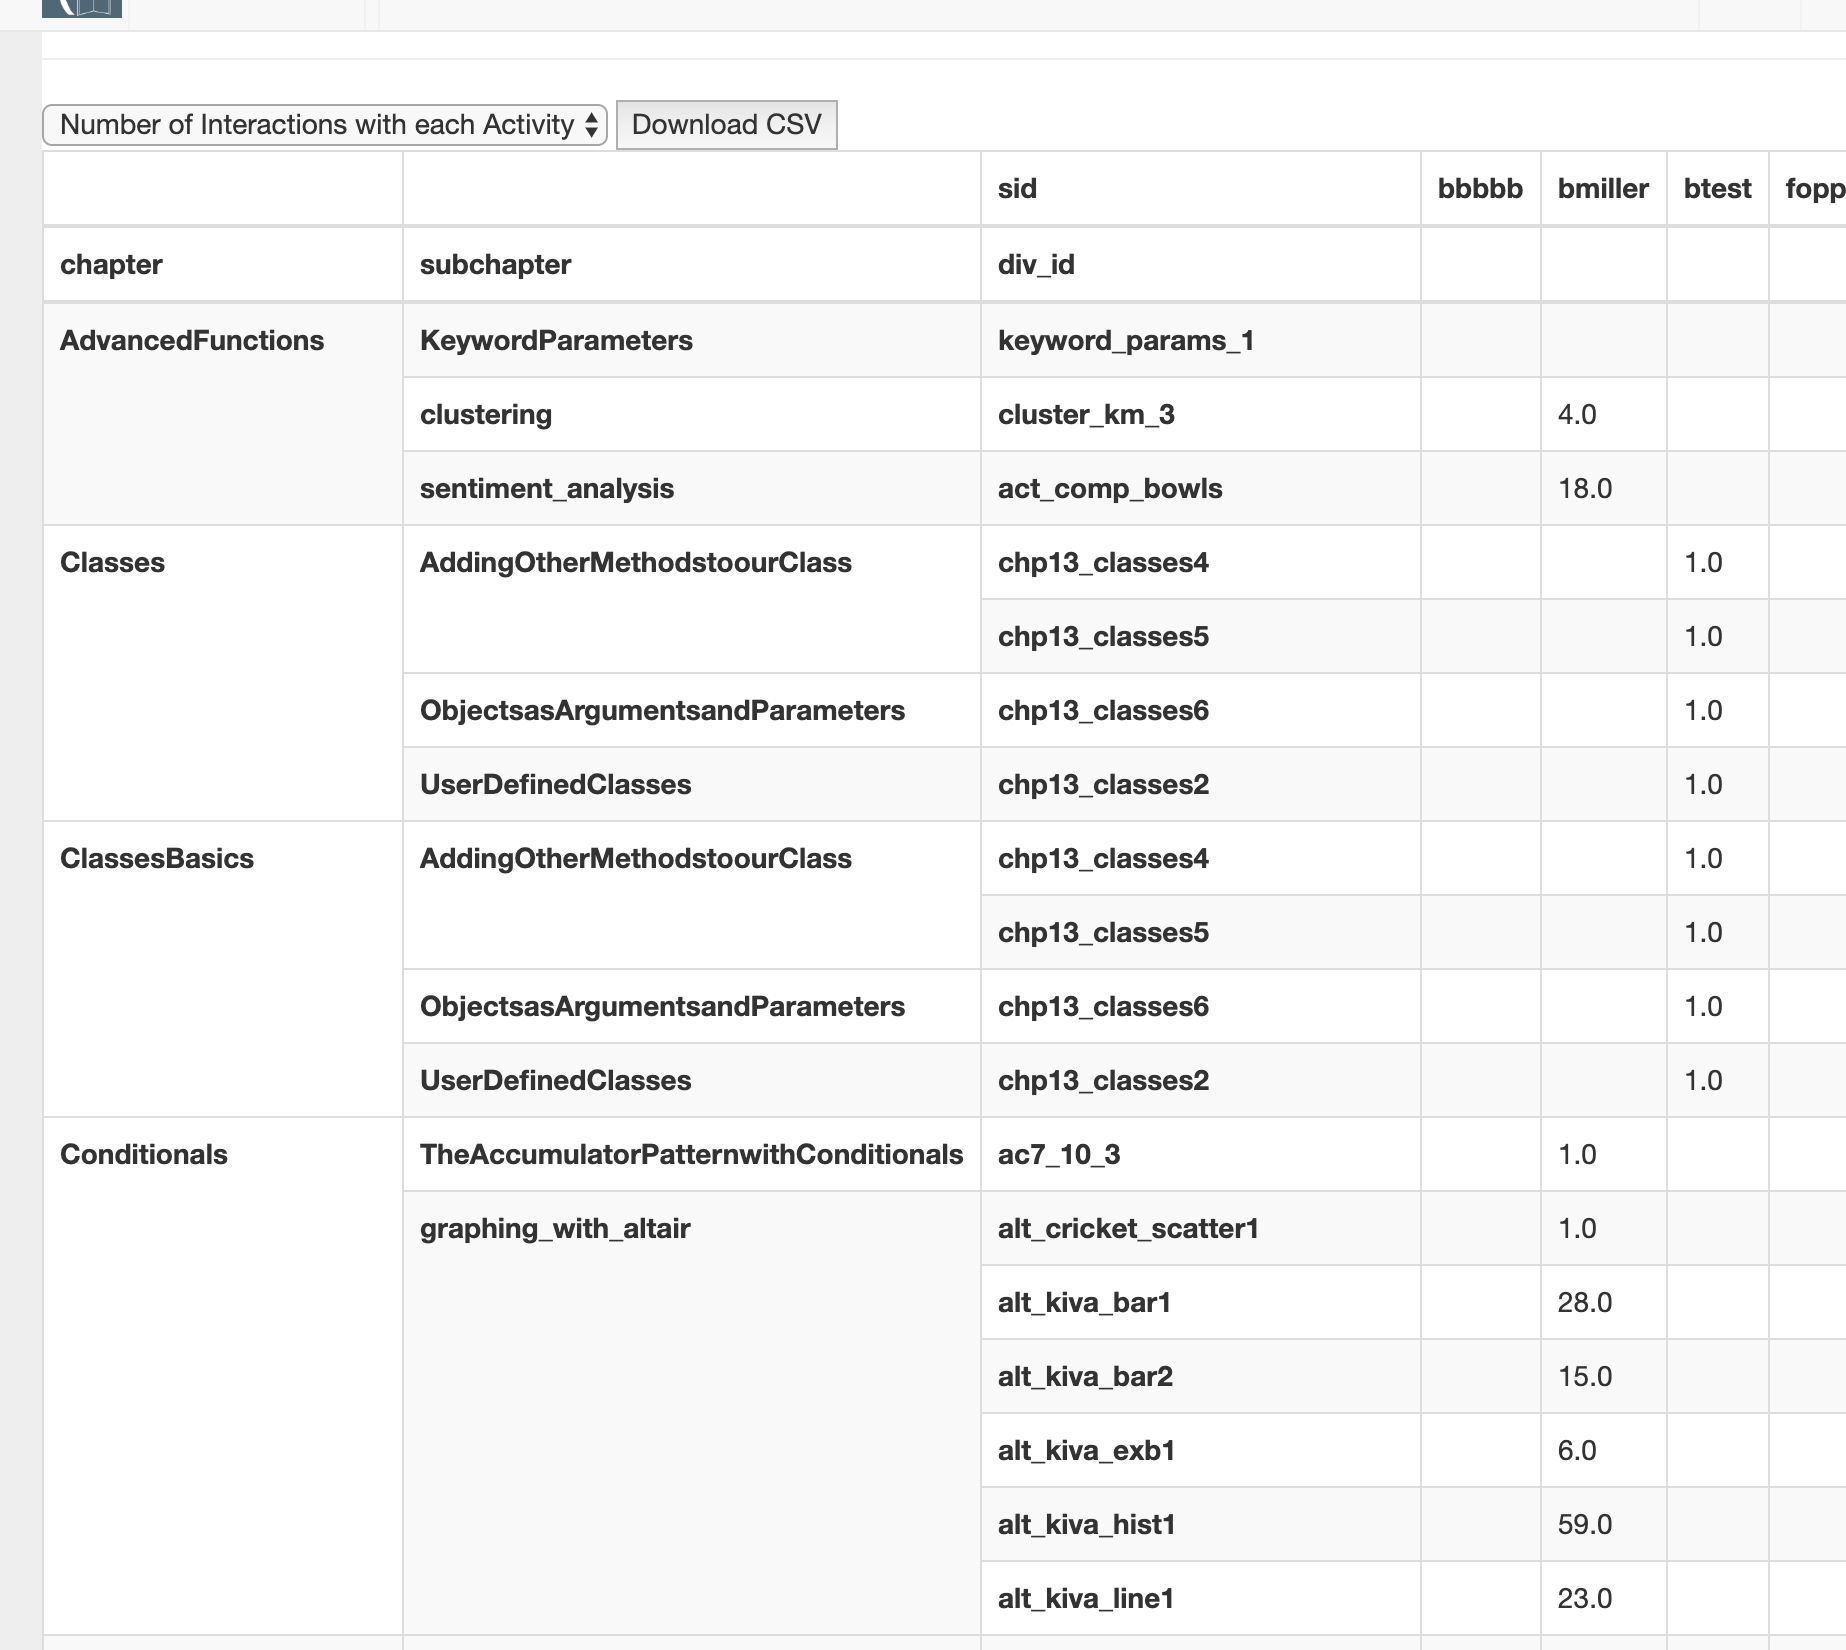 Number of Interactions with each Activity Download CSV
sid bbbbb bmiller btest fopp
chapter subchapter div_id
AdvancedFunctions KeywordParameters keyword_params_1
clustering cluster_km_3 4.0
sentiment_analysis act_comp_bowls 18.0
Classes AddingOtherMethodstoourClass chp13_classes4 1.0
chp13_classes5 1.0
ObjectsasArgumentsandParameters chp13_classes6 1.0
UserDefinedClasses chp13_classes2 1.0
ClassesBasics AddingOtherMethodstoourClass chp13_classes4 1.0
chp13_classes5 1.0
ObjectsasArgumentsandParameters chp13_classes6 1.0
UserDefinedClasses chp13_classes2 1.0
Conditionals TheAccumulatorPatternwithConditionals ac7_10_3 1.0
graphing_with_altair alt_cricket_scatter1 1.0
alt_kiva_bar1 28.0
alt_kiva_bar2 15.0
alt_kiva_exb1 6.0
alt_kiva_hist1 59.0
alt_kiva_line1 23.0